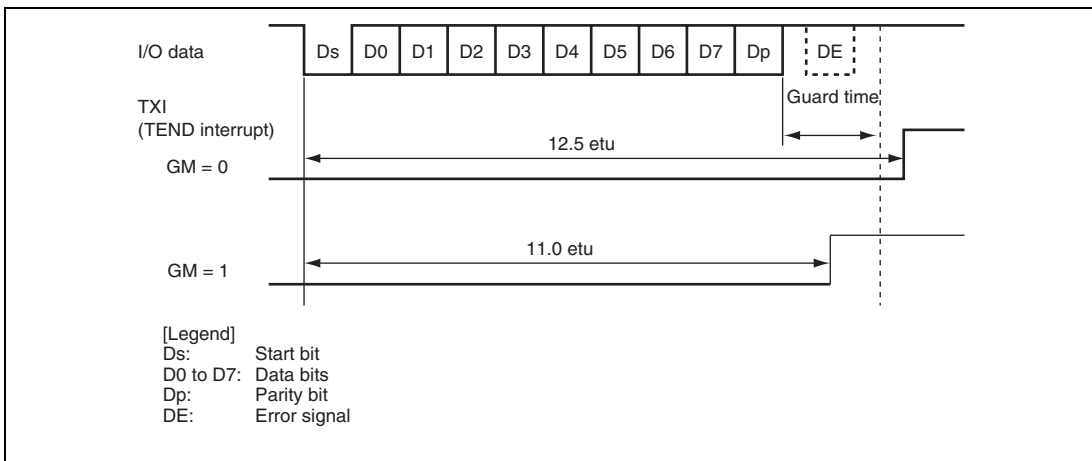 I/O data
Ds D0 D1 D2 D3 D4 D5 D6 D7 Dp DE
Guard time
TXI
(TEND interrupt)
12.5 etu
GM = 0
11.0 etu
GM = 1
[Legend]
Ds: Start bit
D0 to D7: Data bits
Dp: Parity bit
DE: Error signal